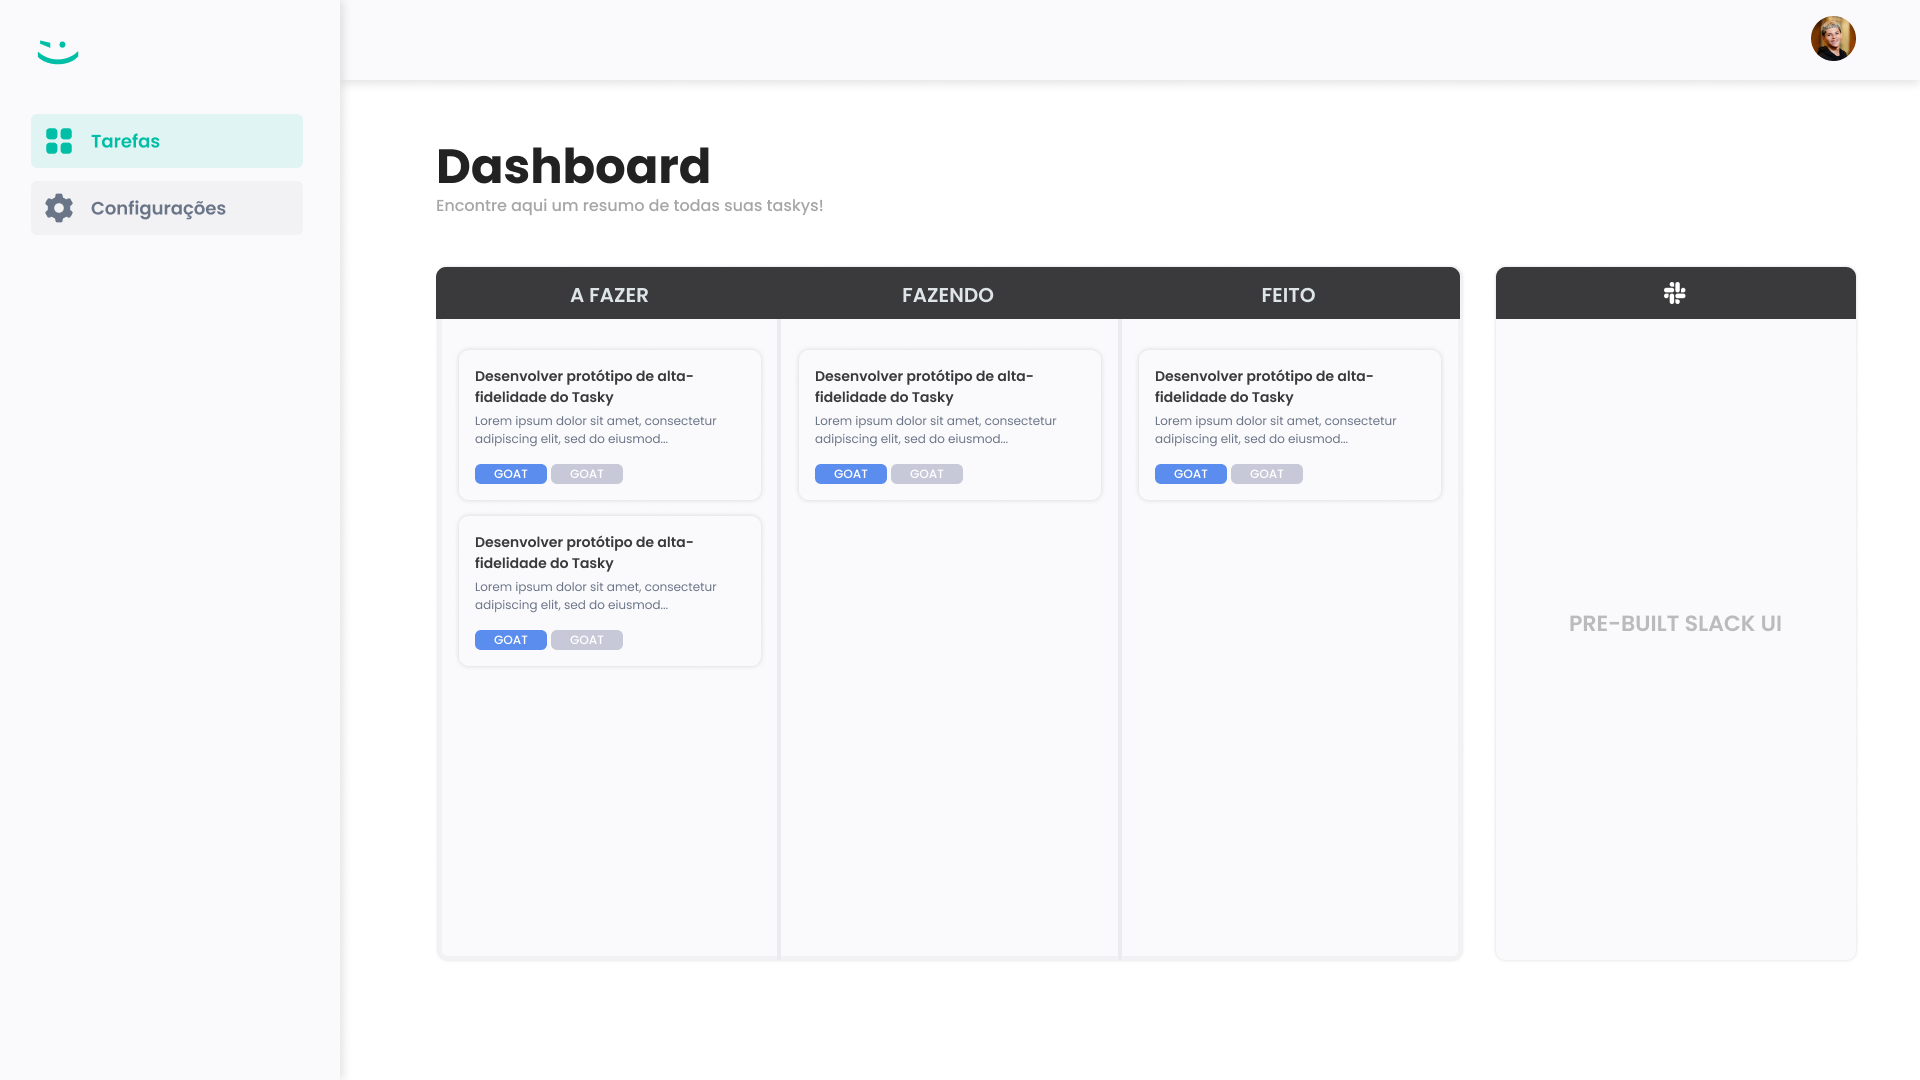 Tarefas
Configurações
Dashboard
Encontre aqui um resumo de todas suas taskys!
A FAZER
FAZENDO
FEITO
Desenvolver protótipo de alta-
fidelidade do Tasky
Lorem ipsum dolor sit amet, consectetur
adipiscing elit, sed do eiusmod...
GOAT GOAT
Desenvolver protótipo de alta-
fidelidade do Tasky
Lorem ipsum dolor sit amet, consectetur
adipiscing elit, sed do eiusmod...
GOAT GOAT
Desenvolver protótipo de alta-
fidelidade do Tasky
Lorem ipsum dolor sit amet, consectetur
adipiscing elit, sed do eiusmod...
GOAT GOAT
Desenvolver protótipo de alta-
fidelidade do Tasky
Lorem ipsum dolor sit amet, consectetur
adipiscing elit, sed do eiusmod...
GOAT GOAT
PRE-BUILT SLACK UI